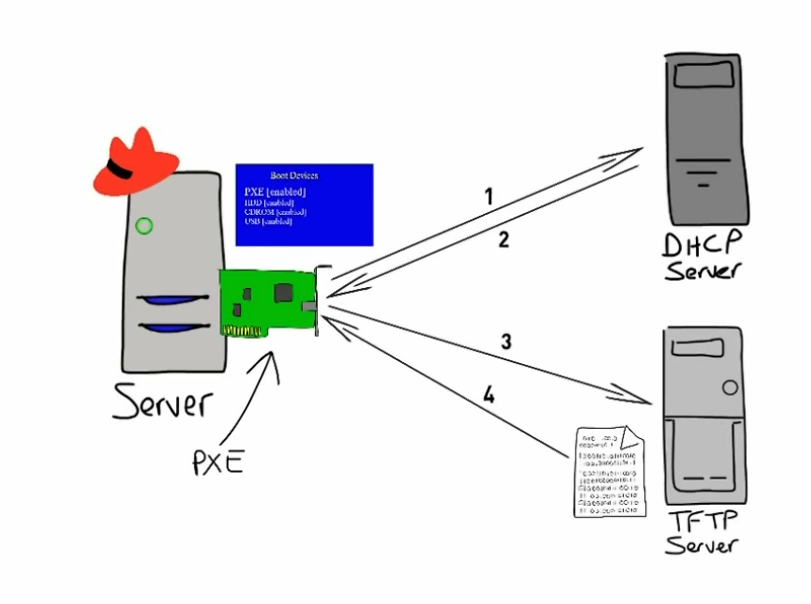 Boot Devices
PXE [enabled]
HDD [enabled]
CDROM [enabled]
USB [enabled]
1
2
DHCP
Server
3
4
Server
PXE
TFTP
Server